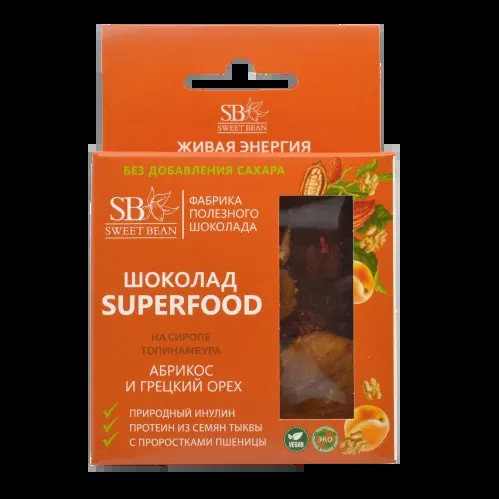 SB
SWEET BEAN
ЖИВАЯ ЭНЕРГИЯ
БЕЗ ДОБАВЛЕНИЯ САХАРА
SB
SWEET BEAN
ФАБРИКА
ПОЛЕЗНОГО
ШОКОЛАДА
ШОКОЛАД
SUPERFOOD
НА СИРОПЕ
ТОПИНАМБУРА
АБРИКОС
И ГРЕЦКИЙ ОРЕХ
ПРИРОДНЫЙ ИНУЛИН
ПРОТЕИН ИЗ СЕМЯН ТЫКВЫ
С ПРОРОСТКАМИ ПШЕНИЦЫ
VEGAN
ЭКО